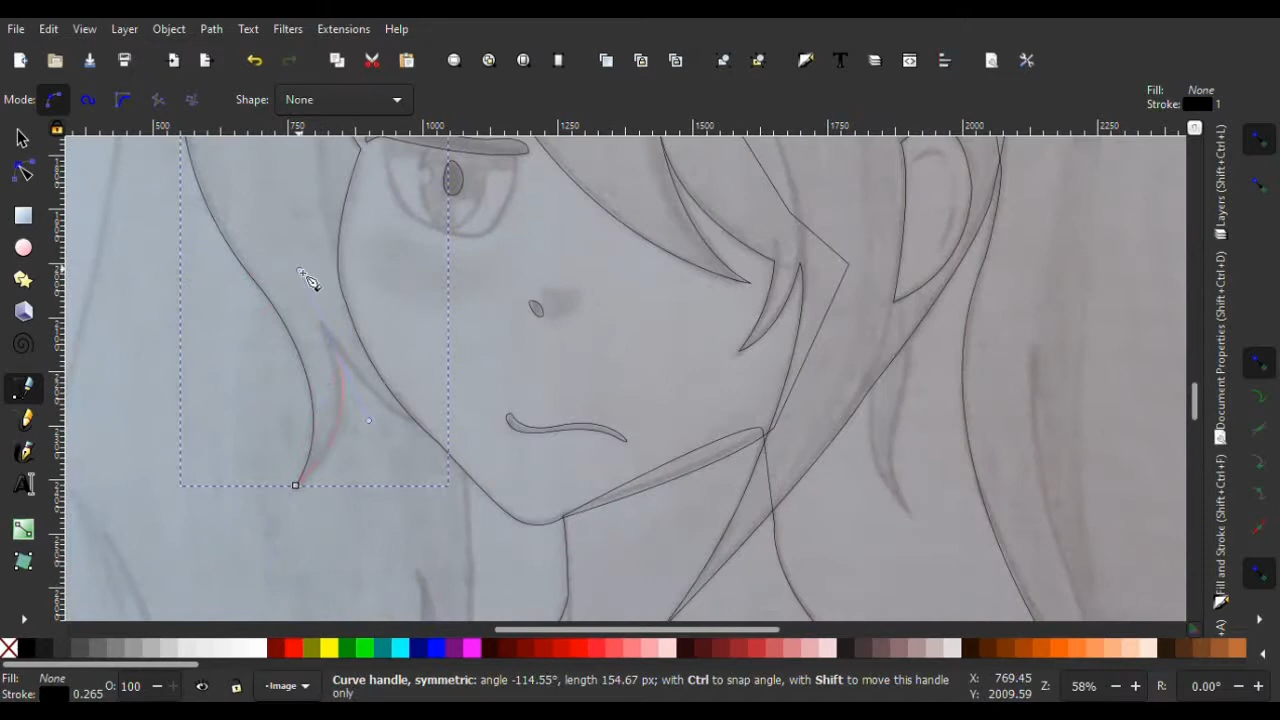 File Edit View Layer Object Path Text Filters Extensions Help
Mode: Shape: None Fill: None
Stroke: 1
500 750 1000 1250 1500 1750 2000 2250
Layers (Shift+Ctrl+L)
Document Properties (Shift+Ctrl+D)
Fill and Stroke (Shift+Ctrl+F)
Fill: None
Stroke: 0.265
O: 100
Image
Curve handle, symmetric: angle -114.55°, length 154.67 px; with Ctrl to snap angle, with Shift to move this handle only
X: 769.45
Y: 2009.59
Z: 58%
R: 0.00°